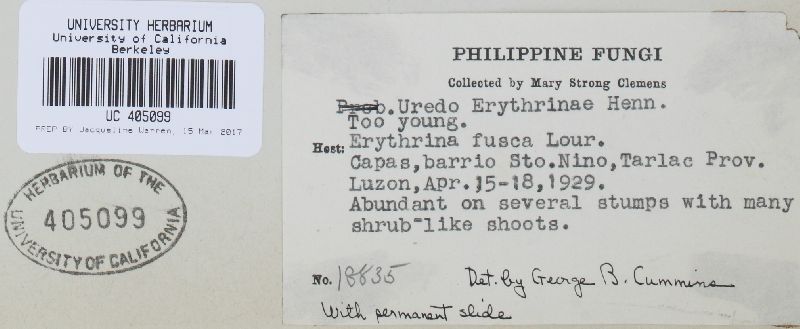 UNIVERSITY HERBARIUM
University of California
Berkeley
UC 405099
PREP BY Jacqueline Warren, 15 Mar 2017
HERBARIUM OF THE
405099
UNIVERSITY OF CALIFORNIA
PHILIPPINE FUNGI
Collected by Mary Strong Clemens
Prob. Uredo Erythrinae Henn.
Too young.
Host: Erythrina fusca Lour.
Capas, barrio Sto. Nino, Tarlac Prov.
Luzon, Apr. 15-18, 1929.
Abundant on several stumps with many
shrub-like shoots.
No. 18835 Det. by George B. Cummins
With permanent slide